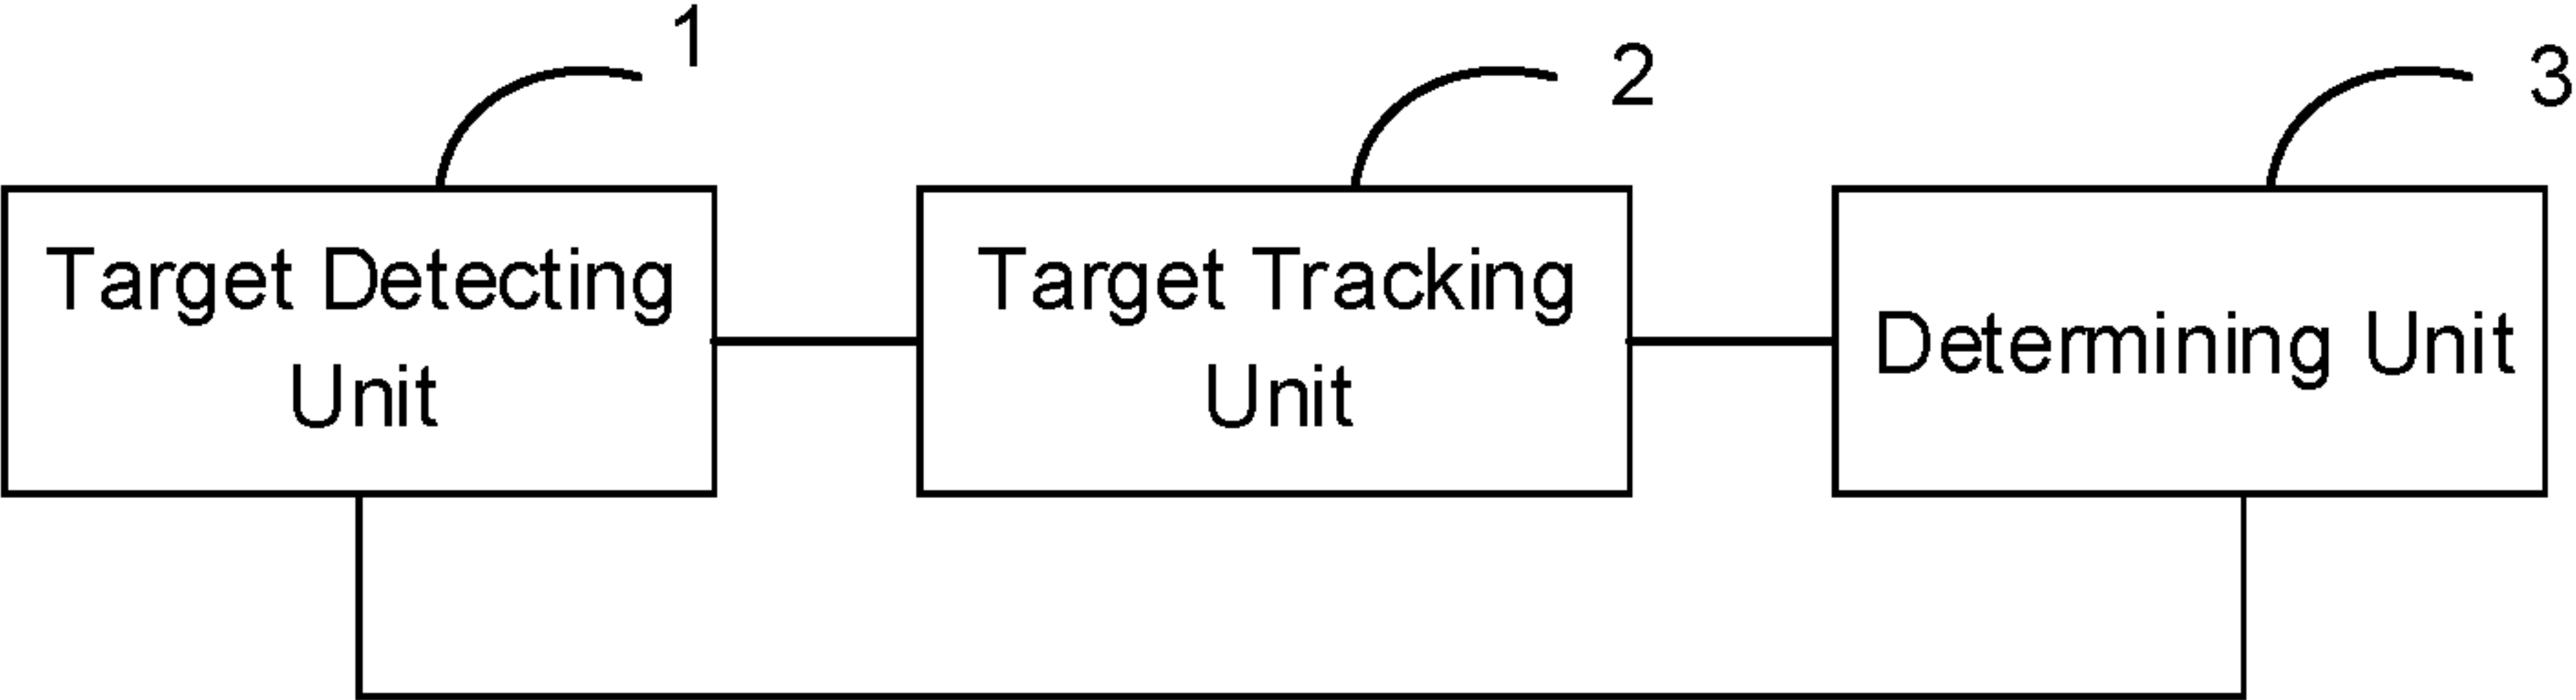 1
2
3
Target Detecting
Unit
Target Tracking
Unit
Determining Unit